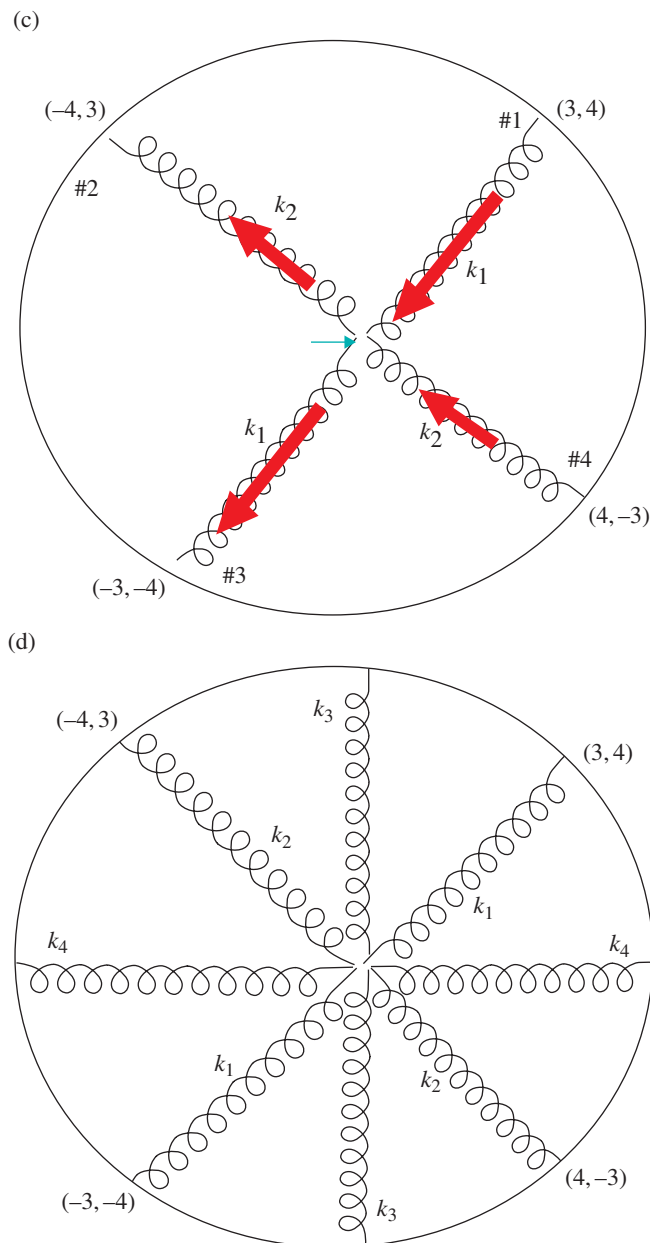 (c)
(–4, 3)
#1
(3, 4)
#2
k2
k1
k1
k2
#4
(4, –3)
(–3, –4)
#3
(d)
(–4, 3)
k3
(3, 4)
k2
k1
k4
k4
k1
k2
(–3, –4)
k3
(4, –3)